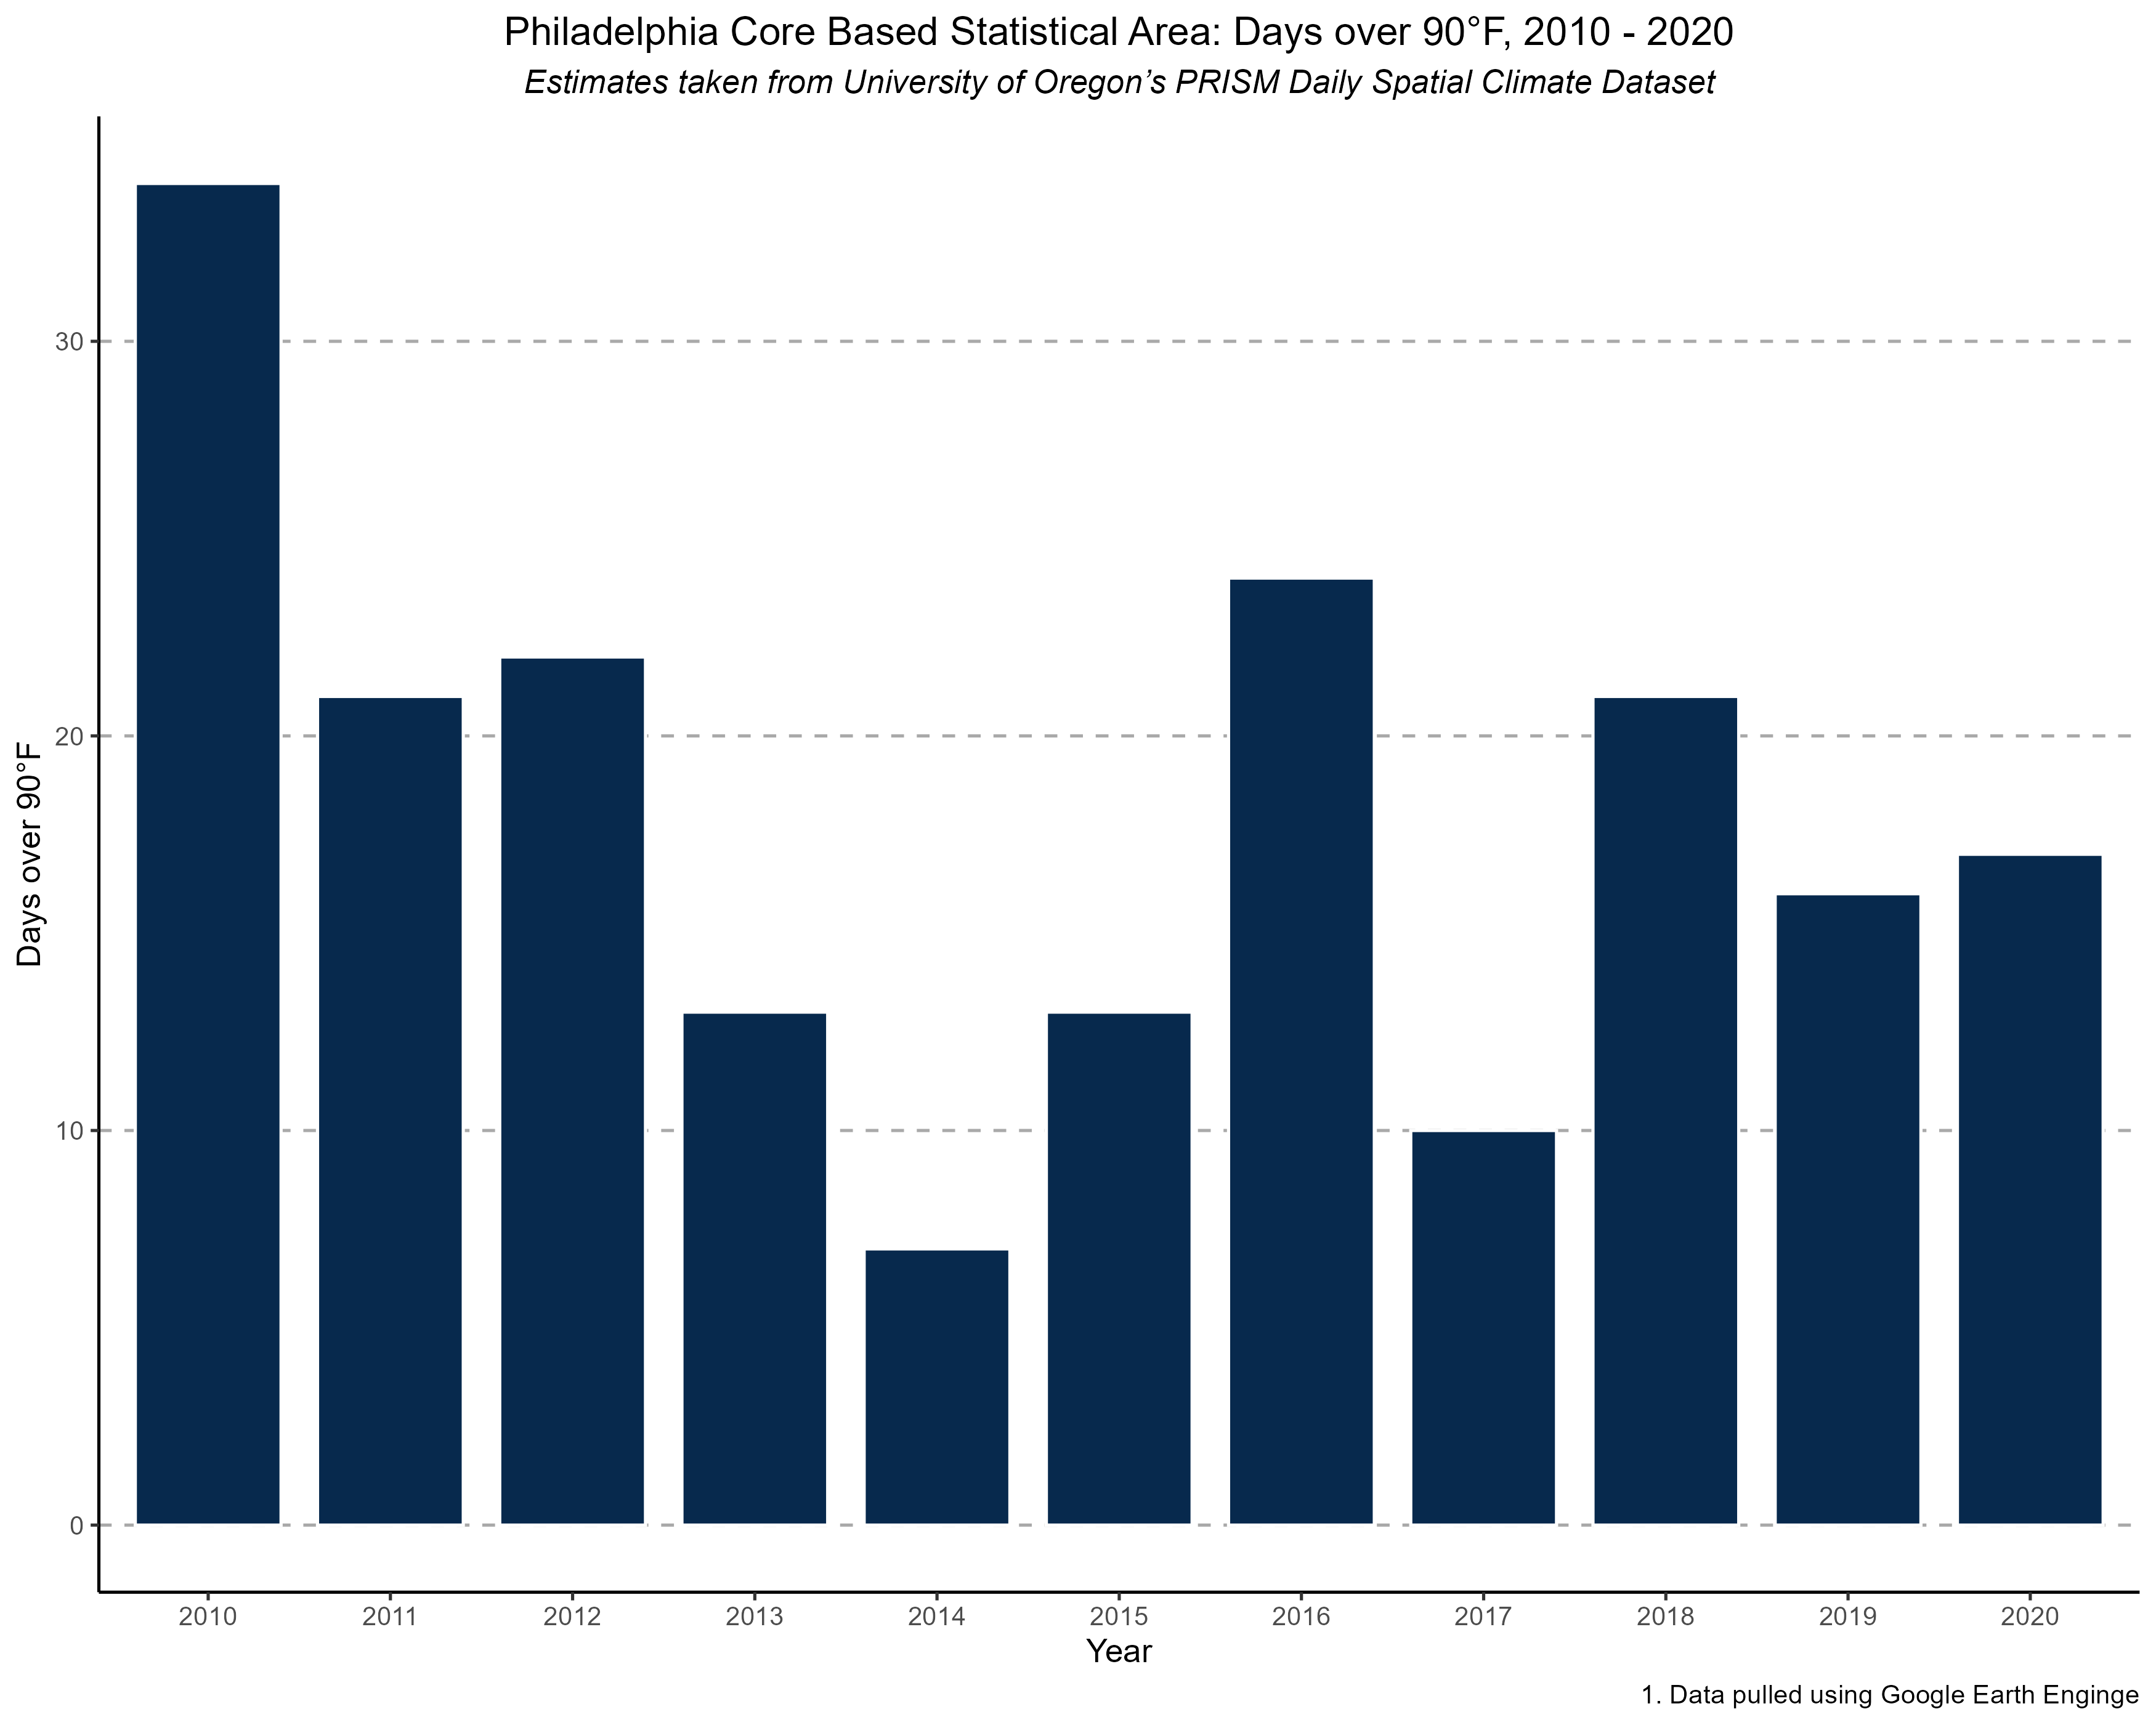 Philadelphia Core Based Statistical Area: Days over 90°F, 2010 - 2020
Estimates taken from University of Oregon’s PRISM Daily Spatial Climate Dataset
Days over 90°F
30
20
10
0
2010 2011 2012 2013 2014 2015 2016 2017 2018 2019 2020
Year
1. Data pulled using Google Earth Enginge